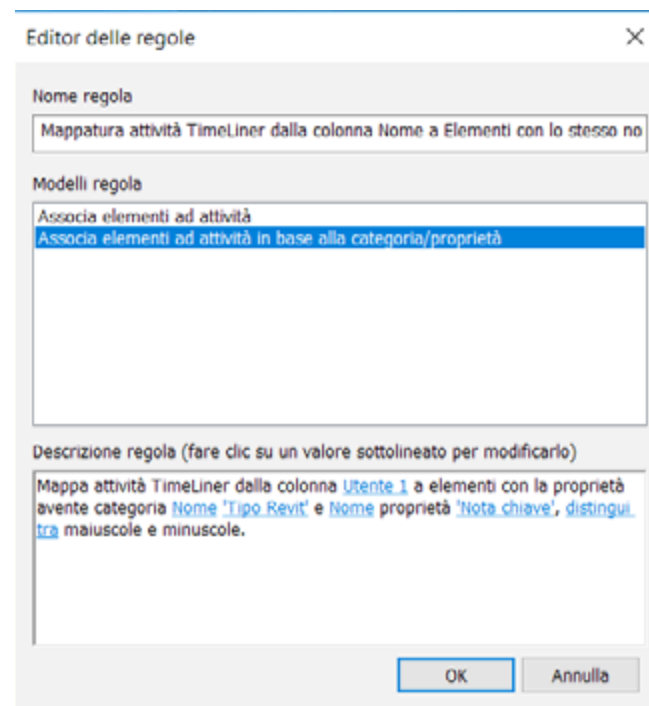 Editor delle regole
Nome regola
Mappatura attività TimeLiner dalla colonna Nome a Elementi con lo stesso no
Modelli regola
Associa elementi ad attività
Associa elementi ad attività in base alla categoria/proprietà
Descrizione regola (fare clic su un valore sottolineato per modificarlo)
Mappa attività TimeLiner dalla colonna Utente 1 a elementi con la proprietà
avente categoria Nome 'Tipo Revit' e Nome proprietà 'Nota chiave', distingui
tra maiuscole e minuscole.
OK Annulla